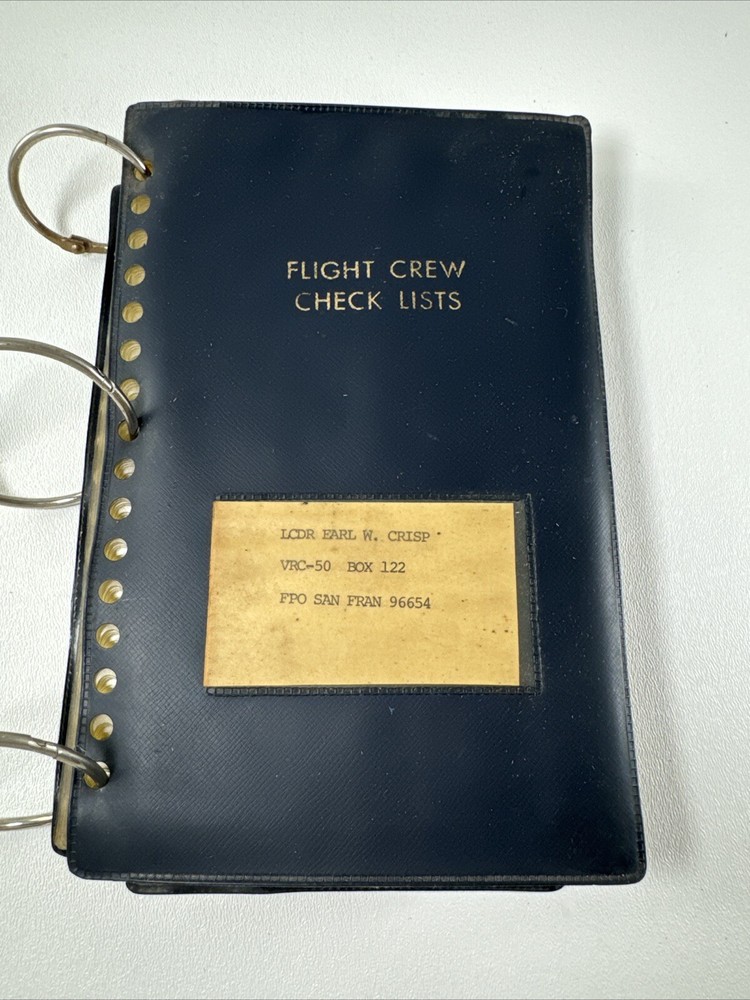 FLIGHT CREW
CHECK LISTS
LCDR EARL W. CRISP
VRC-50 BOX 122
FPO SAN FRAN 96654